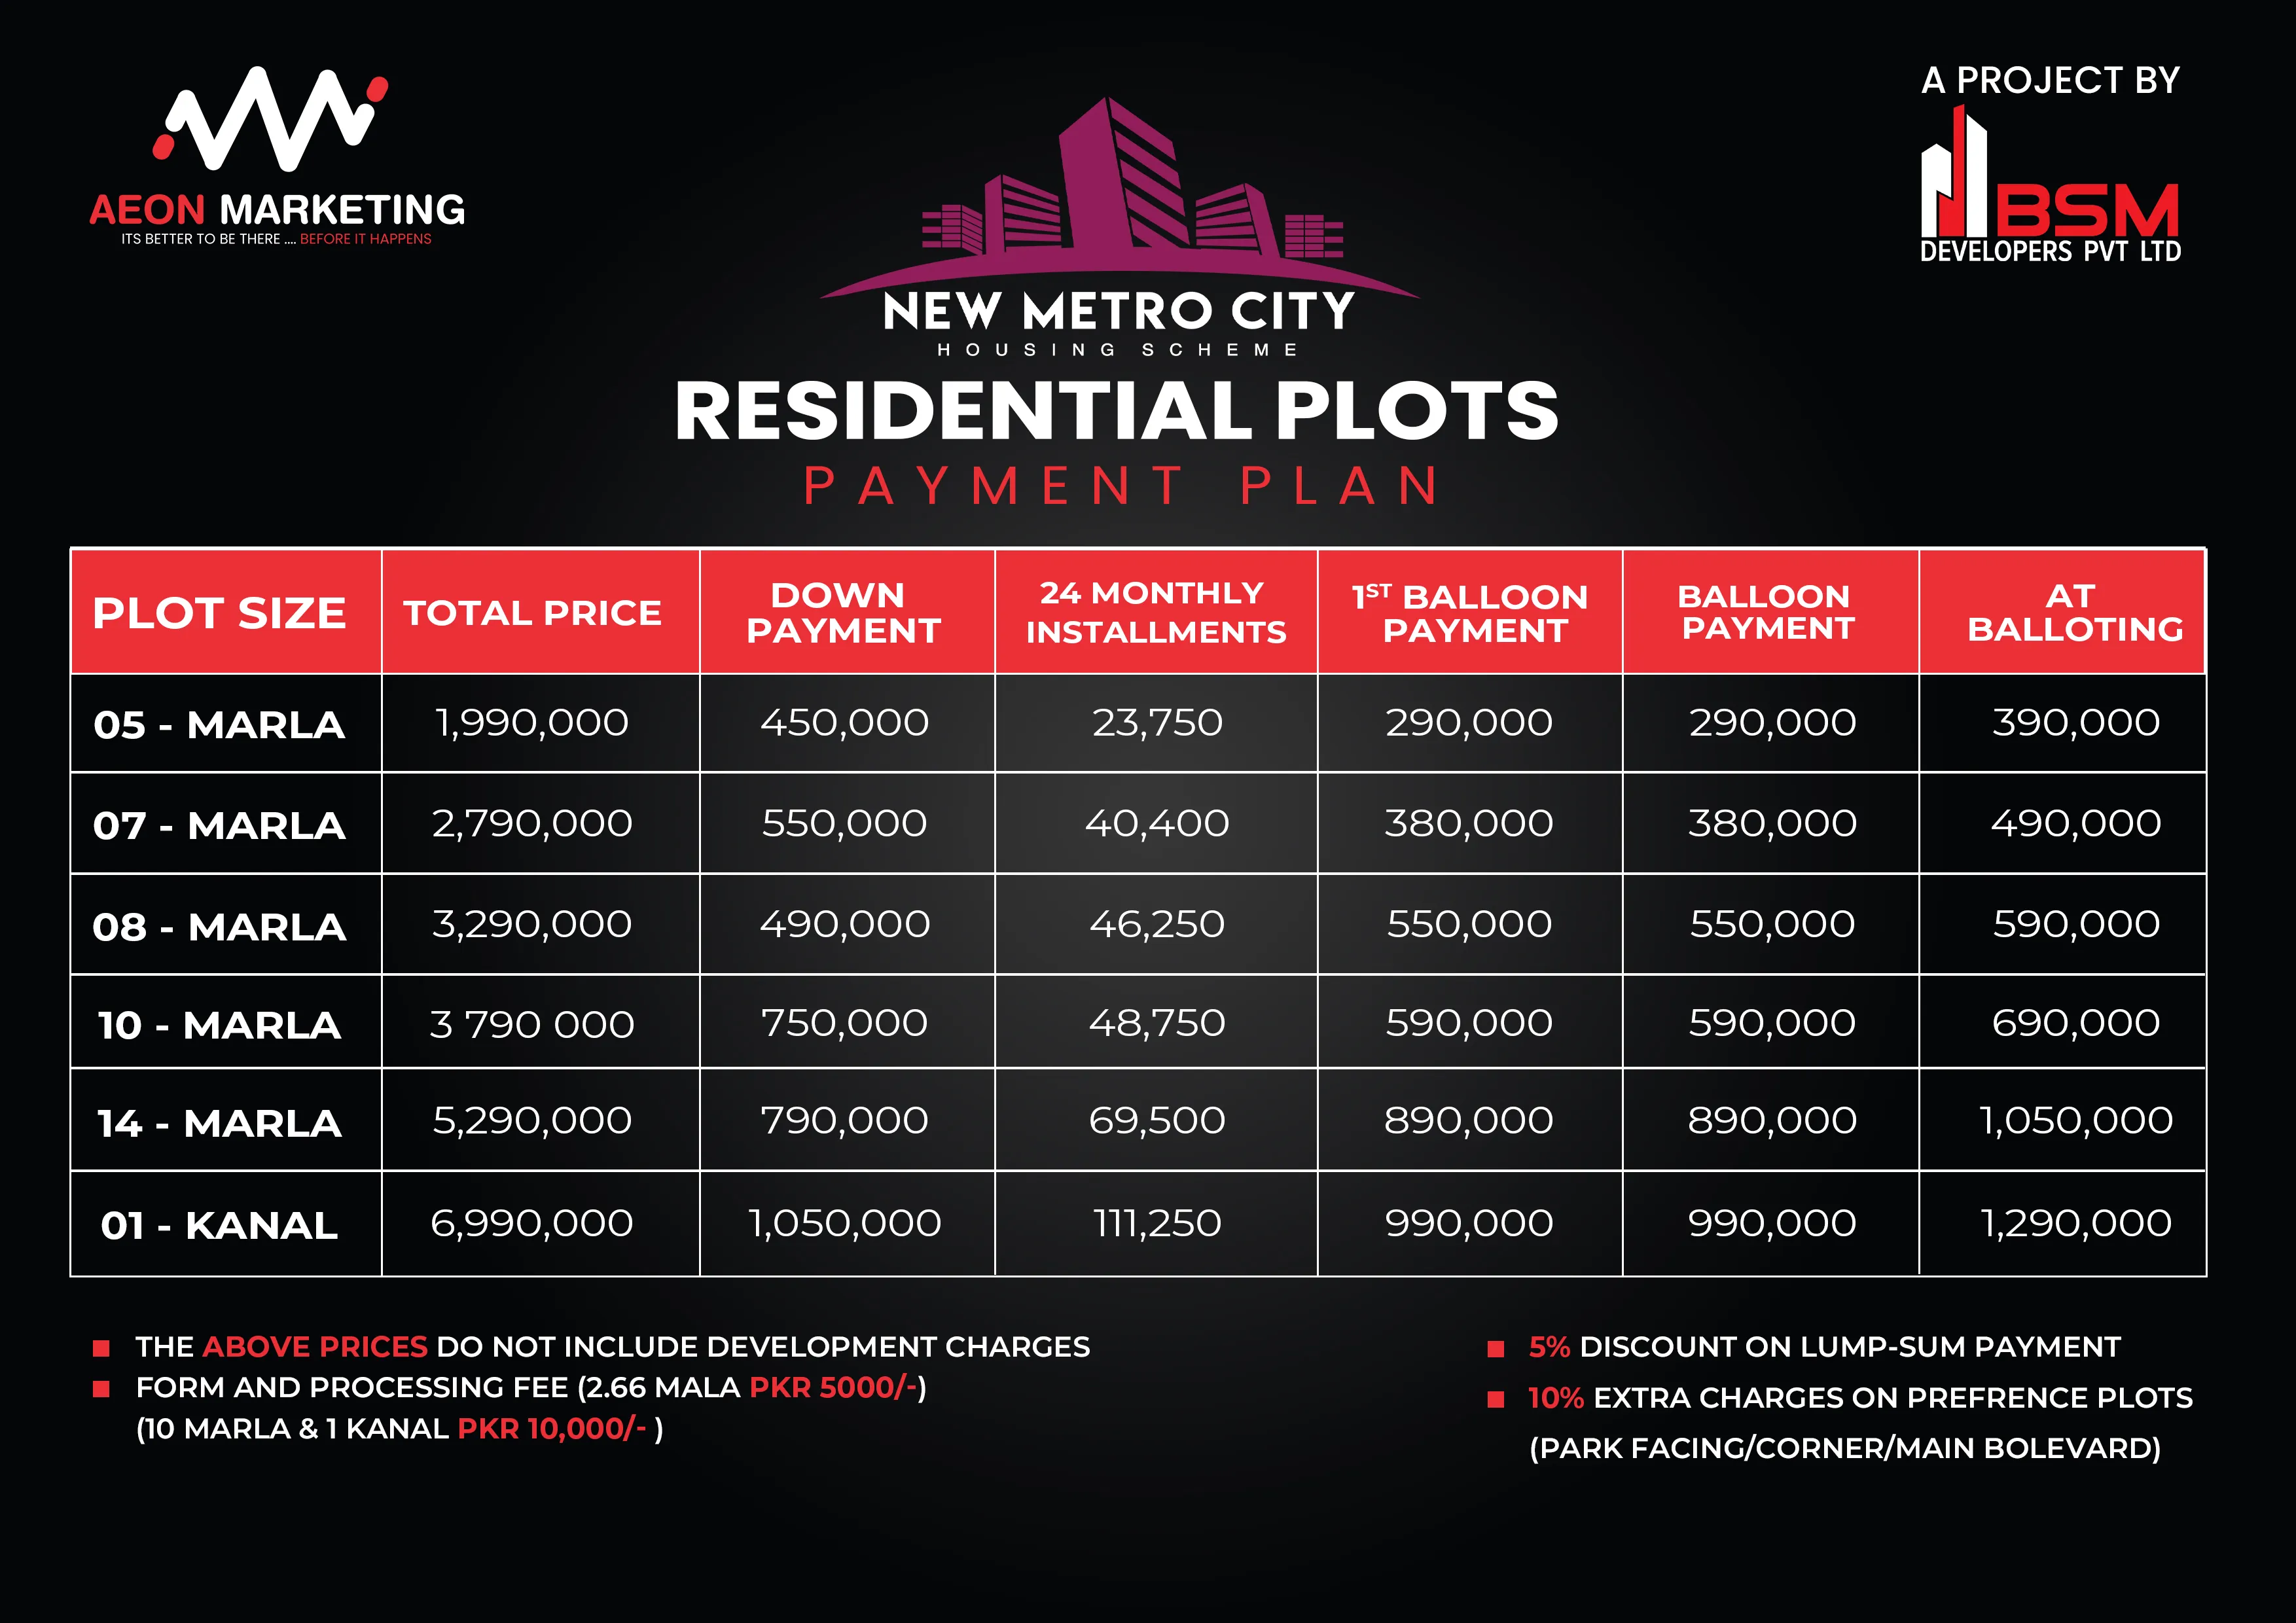 AEON MARKETING
ITS BETTER TO BE THERE .... BEFORE IT HAPPENS
A PROJECT BY
BSM
DEVELOPERS PVT LTD
NEW METRO CITY
HOUSING SCHEME
RESIDENTIAL PLOTS
PAYMENT PLAN
PLOT SIZE TOTAL PRICE DOWN PAYMENT 24 MONTHLY INSTALLMENTS 1ST BALLOON PAYMENT BALLOON PAYMENT AT BALLOTING
05 - MARLA 1,990,000 450,000 23,750 290,000 290,000 390,000
07 - MARLA 2,790,000 550,000 40,400 380,000 380,000 490,000
08 - MARLA 3,290,000 490,000 46,250 550,000 550,000 590,000
10 - MARLA 3 790 000 750,000 48,750 590,000 590,000 690,000
14 - MARLA 5,290,000 790,000 69,500 890,000 890,000 1,050,000
01 - KANAL 6,990,000 1,050,000 111,250 990,000 990,000 1,290,000
THE ABOVE PRICES DO NOT INCLUDE DEVELOPMENT CHARGES
FORM AND PROCESSING FEE (2.66 MALA PKR 5000/-)
(10 MARLA & 1 KANAL PKR 10,000/- )
5% DISCOUNT ON LUMP-SUM PAYMENT
10% EXTRA CHARGES ON PREFRENCE PLOTS
(PARK FACING/CORNER/MAIN BOLEVARD)